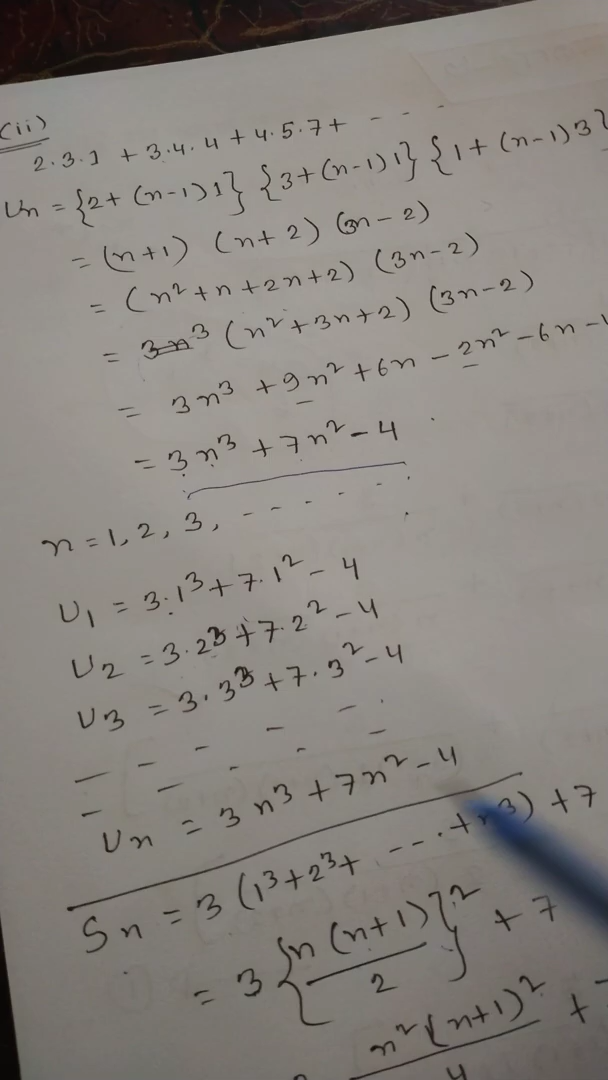 (ii)
2.3.1 + 3.4.4 + 4.5.7 + - - -
Un = {2+ (n-1)1} {3+(n-1)1} {1+ (n-1)3}
= (n+1) (n+2) (3n-2)
= (n² + n + 2n + 2) (3n-2)
= (n² + 3n + 2) (3n-2)
= 3n³ + 9n² + 6n - 2n² - 6n -
= 3n³ + 7n² - 4
n = 1, 2, 3, - - - - - -
U1 = 3.1³ + 7.1² - 4
U2 = 3.2³ + 7.2² - 4
U3 = 3.3³ + 7.3² - 4
Un = 3n³ + 7n² - 4
Sn = 3 (1³ + 2³ + - - - . + n3) + 7
= 3 {n(n+1)/2}² + 7
n²(n+1)²/4 +